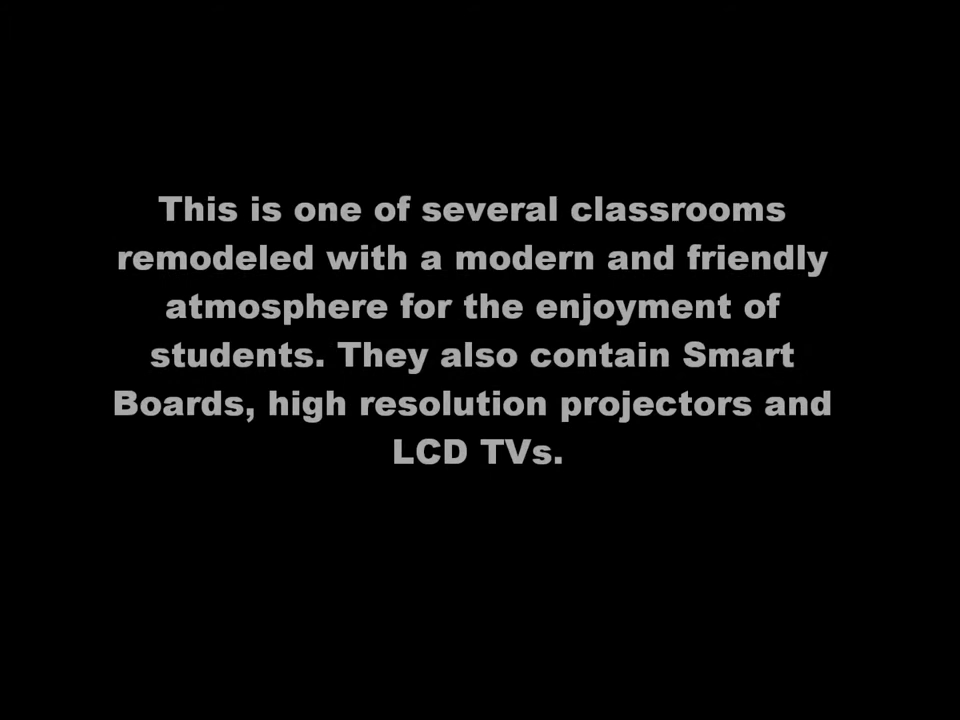 This is one of several classrooms
remodeled with a modern and friendly
atmosphere for the enjoyment of
students. They also contain Smart
Boards, high resolution projectors and
LCD TVs.